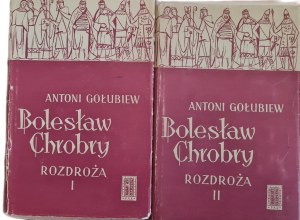 ANTONI GOŁUBIEW
Bolesław
Chrobry
ROZDROŻA
I
ANTONI GOŁUBIEW
Bolesław
Chrobry
ROZDROŻA
II